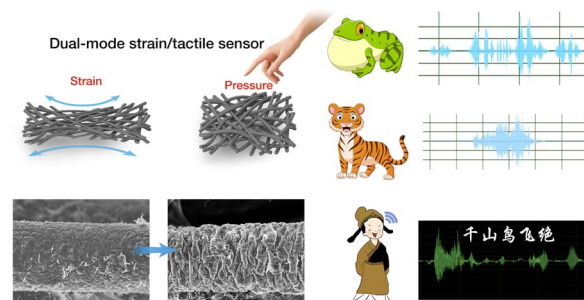 Dual-mode strain/tactile sensor
Strain
Pressure
千山鸟飞绝